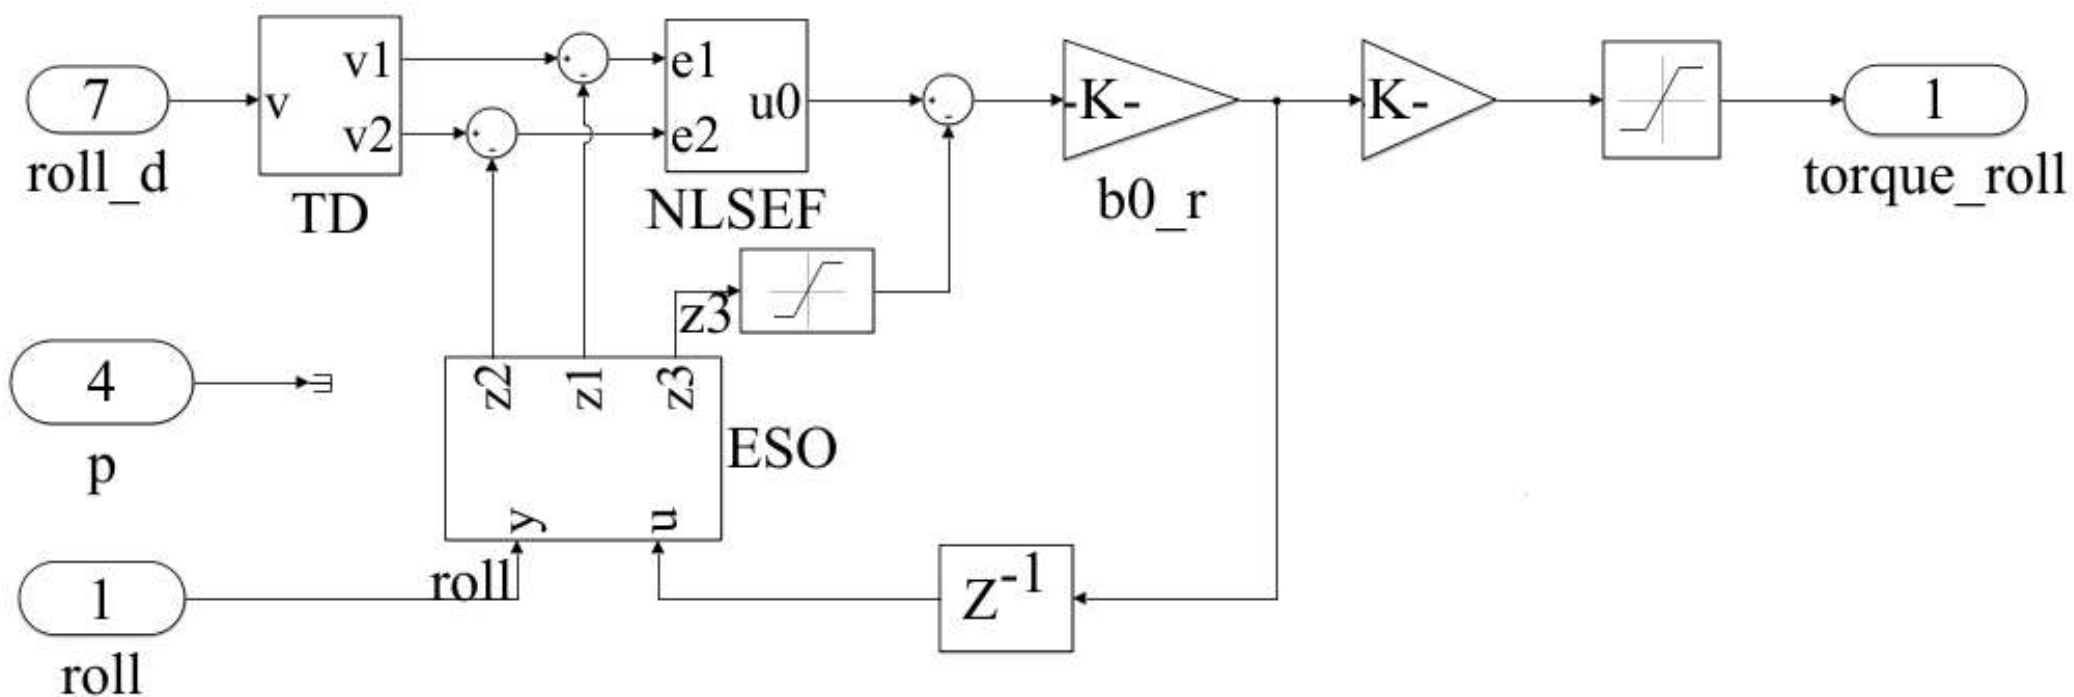 7
roll_d
v
v1
v2
TD
+
-
+
-
e1
e2
u0
NLSEF
+
-
-K-
b0_r
K-
1
torque_roll
z3
4
p
z2
z1
z3
ESO
y
u
roll
1
roll
Z-1